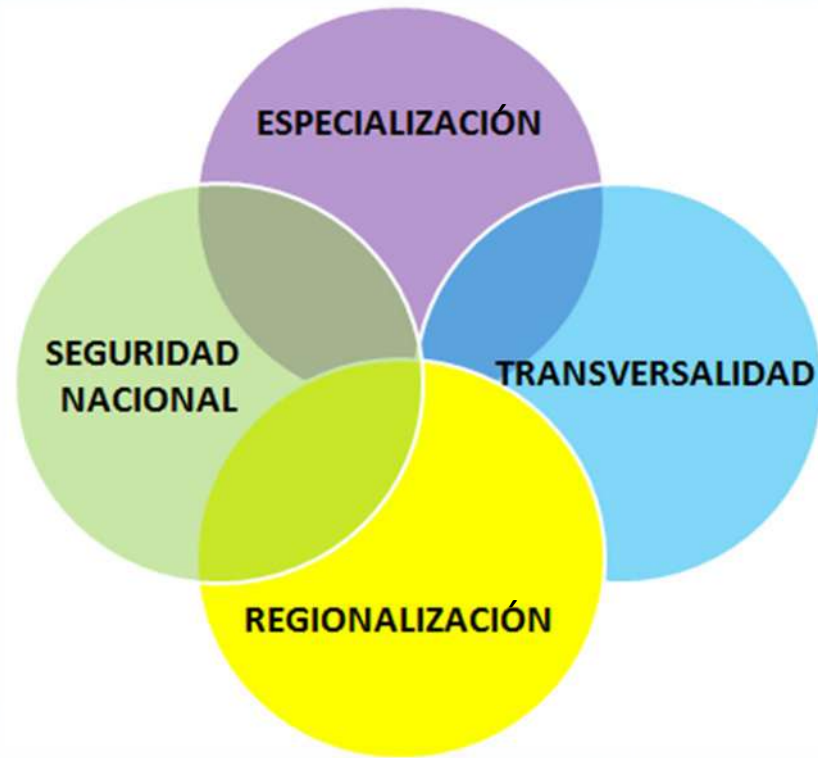 ESPECIALIZACIÓN
SEGURIDAD
NACIONAL
TRANSVERSALIDAD
REGIONALIZACIÓN